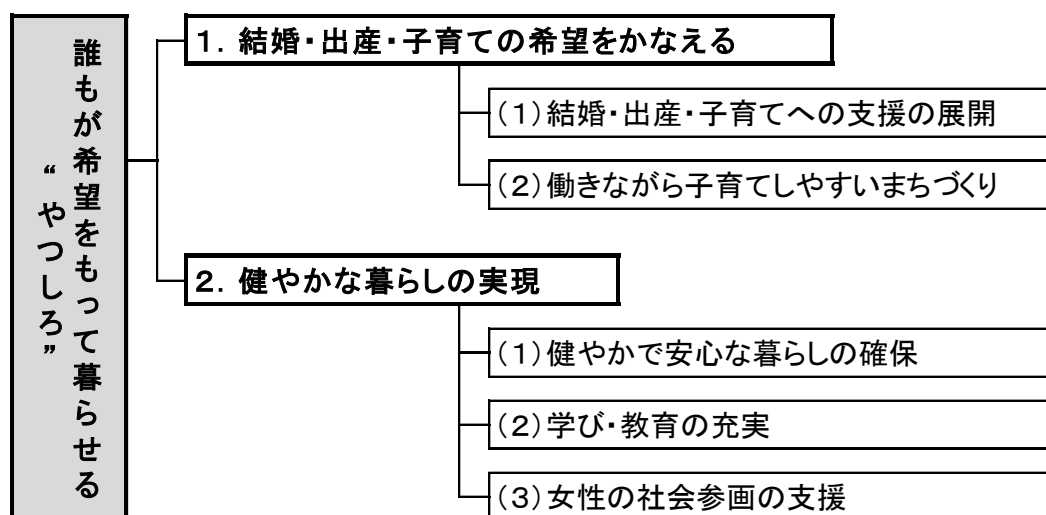 誰もが希望をもって暮らせる
“やつしろ”
1．結婚・出産・子育ての希望をかなえる
（1）結婚・出産・子育てへの支援の展開
（2）働きながら子育てしやすいまちづくり
2．健やかな暮らしの実現
（1）健やかで安心な暮らしの確保
（2）学び・教育の充実
（3）女性の社会参画の支援